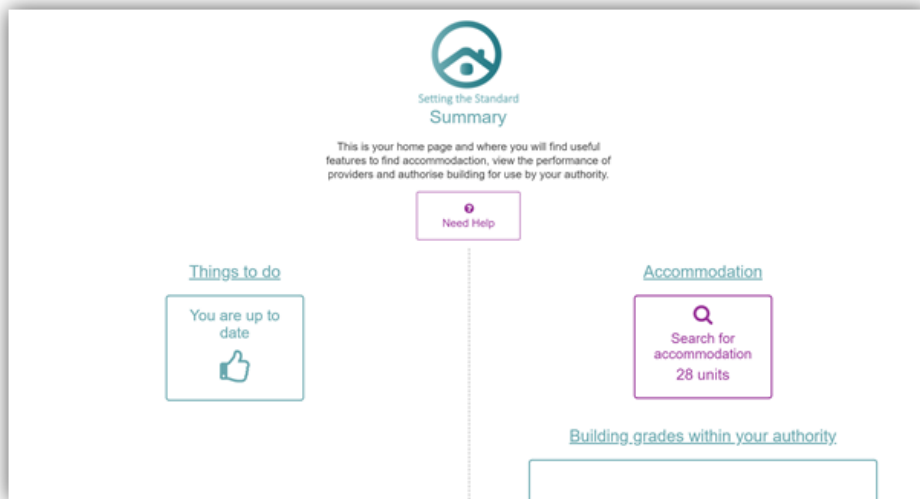 Setting the Standard
Summary
This is your home page and where you will find useful
features to find accommodaction, view the performance of
providers and authorise building for use by your authority.
Need Help
Things to do
You are up to
date
Accommodation
Search for
accommodation
28 units
Building grades within your authority